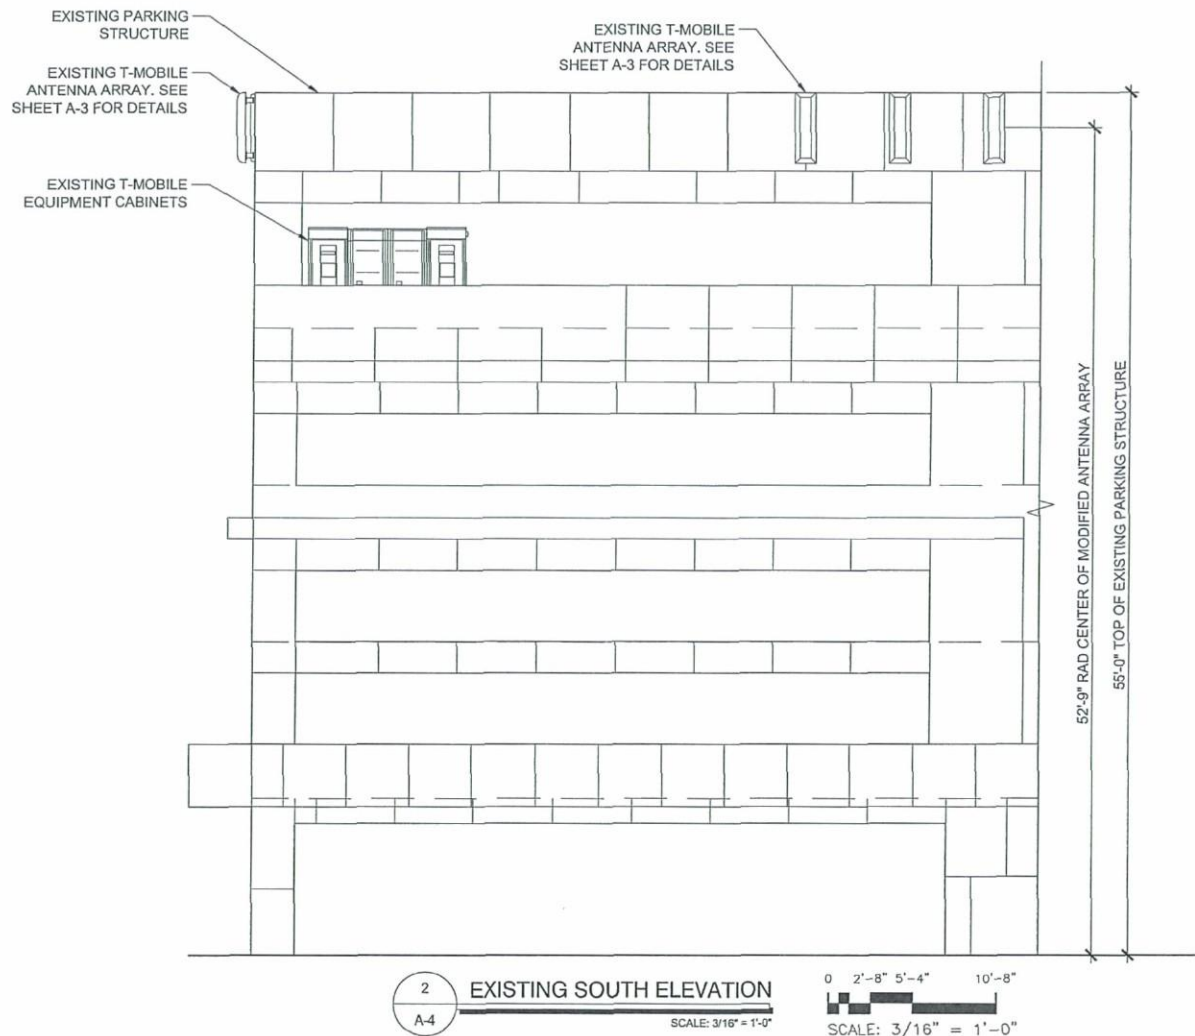 EXISTING PARKING
STRUCTURE
EXISTING T-MOBILE
ANTENNA ARRAY. SEE
SHEET A-3 FOR DETAILS
EXISTING T-MOBILE
ANTENNA ARRAY. SEE
SHEET A-3 FOR DETAILS
EXISTING T-MOBILE
EQUIPMENT CABINETS
52'-9" RAD CENTER OF MODIFIED ANTENNA ARRAY
55'-0" TOP OF EXISTING PARKING STRUCTURE
2
A-4
EXISTING SOUTH ELEVATION
SCALE: 3/16" = 1'-0"
0 2'-8" 5'-4" 10'-8"
SCALE: 3/16" = 1'-0"